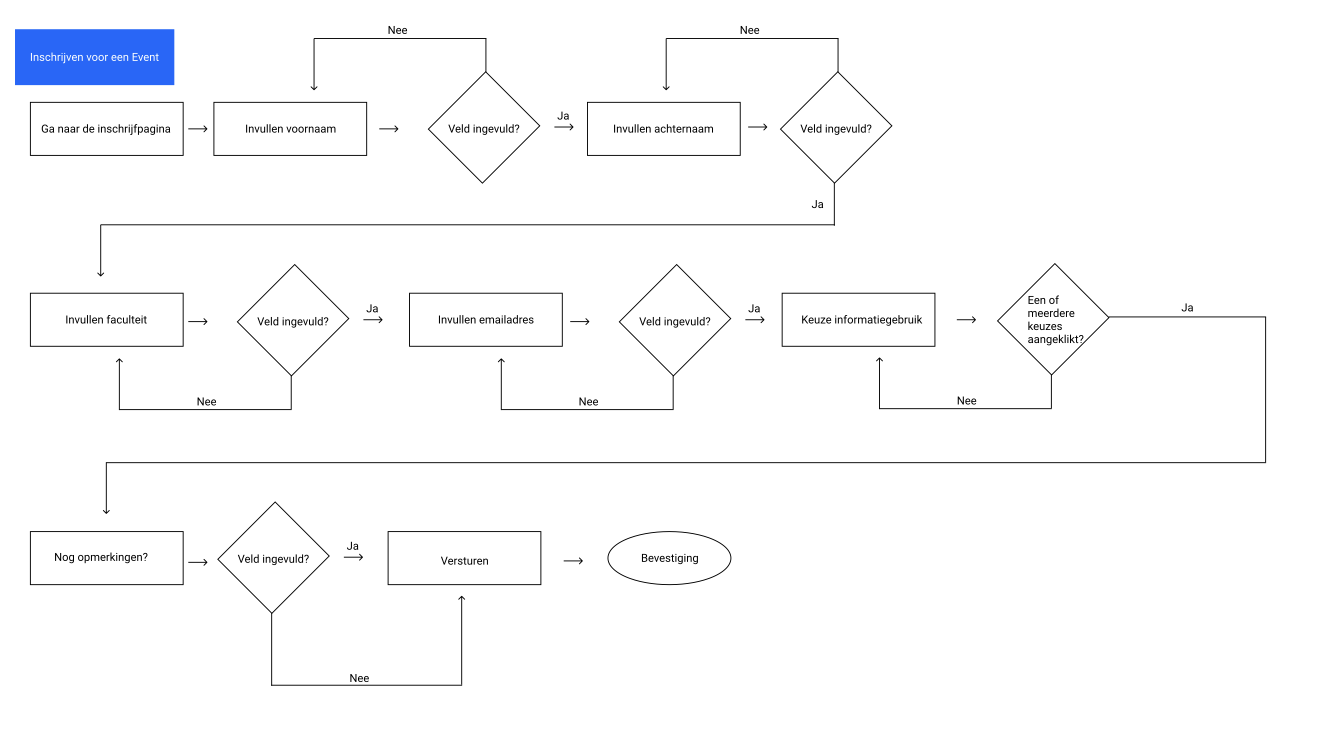 Inschrijven voor een Event
Nee
Nee
Ga naar de inschrijfpagina
Invullen voornaam
Veld ingevuld?
Ja
Invullen achternaam
Veld ingevuld?
Ja
Invullen faculteit
Veld ingevuld?
Ja
Invullen emailadres
Veld ingevuld?
Ja
Keuze informatiegebruik
Een of
meerdere
keuzes
aangeklikt?
Ja
Nee
Nee
Nee
Nog opmerkingen?
Veld ingevuld?
Ja
Versturen
Bevestiging
Nee